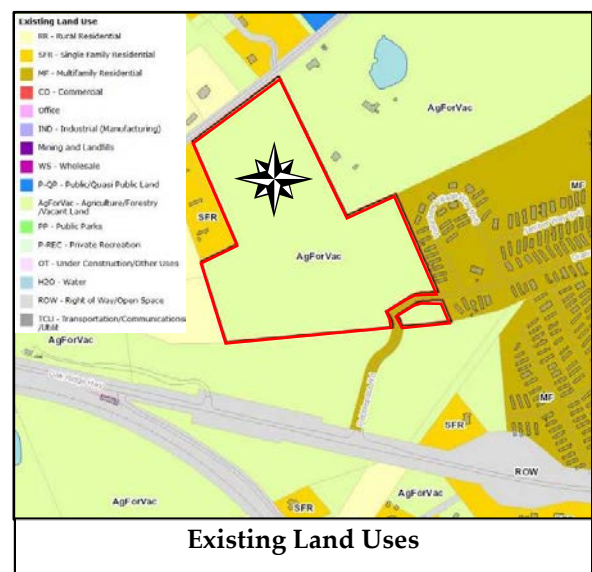 Existing Land Use
RR - Rural Residential
SFR - Single Family Residential
MF - Multifamily Residential
CO - Commercial
Office
IND - Industrial (Manufacturing)
Mining and Landfills
WS - Wholesale
P-QP - Public/Quasi Public Land
AgForVac - Agriculture/Forestry
/Vacant Land
PP - Public Parks
P-REC - Private Recreation
OT - Under Construction/Other Uses
H2O - Water
ROW - Right of Way/Open Space
TCU - Transportation/Communications
/Utilit
AgForVac
MF
SFR
AgForVac
AgForVac
AgForVac
MF
SFR
ROW
SFR
AgForVac
AgForVac
Existing Land Uses